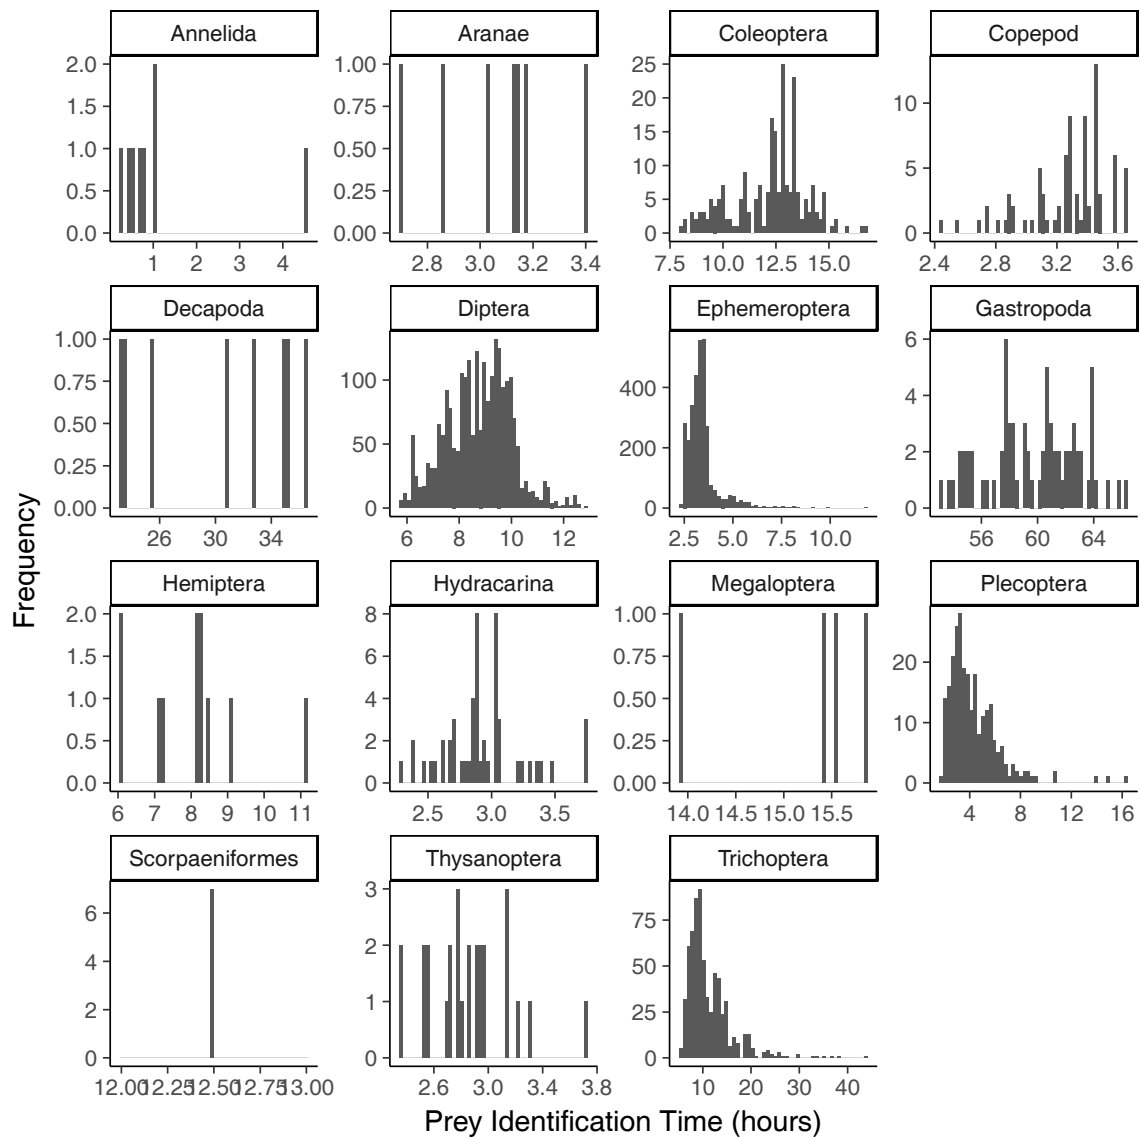 Annelida Aranae Coleoptera Copepod
2.0 1.5 1.0 0.5 0.0
1.00 0.75 0.50 0.25 0.00
25 20 15 10 5 0
10 5 0
1 2 3 4
2.8 3.0 3.2 3.4
7.5 10.0 12.5 15.0
2.4 2.8 3.2 3.6
Decapoda Diptera Ephemeroptera Gastropoda
1.00 0.75 0.50 0.25 0.00
100 50 0
400 200 0
6 4 2 0
26 30 34
6 8 10 12
2.5 5.0 7.5 10.0
56 60 64
Frequency
Hemiptera Hydracarina Megaloptera Plecoptera
2.0 1.5 1.0 0.5 0.0
8 6 4 2 0
1.00 0.75 0.50 0.25 0.00
20 10 0
6 7 8 9 10 11
2.5 3.0 3.5
14.0 14.5 15.0 15.5
4 8 12 16
Scorpaeniformes Thysanoptera Trichoptera
6 4 2 0
3 2 1 0
75 50 25 0
12.00 12.25 12.50 12.75 13.00
2.6 3.0 3.4 3.8
10 20 30 40
Prey Identification Time (hours)